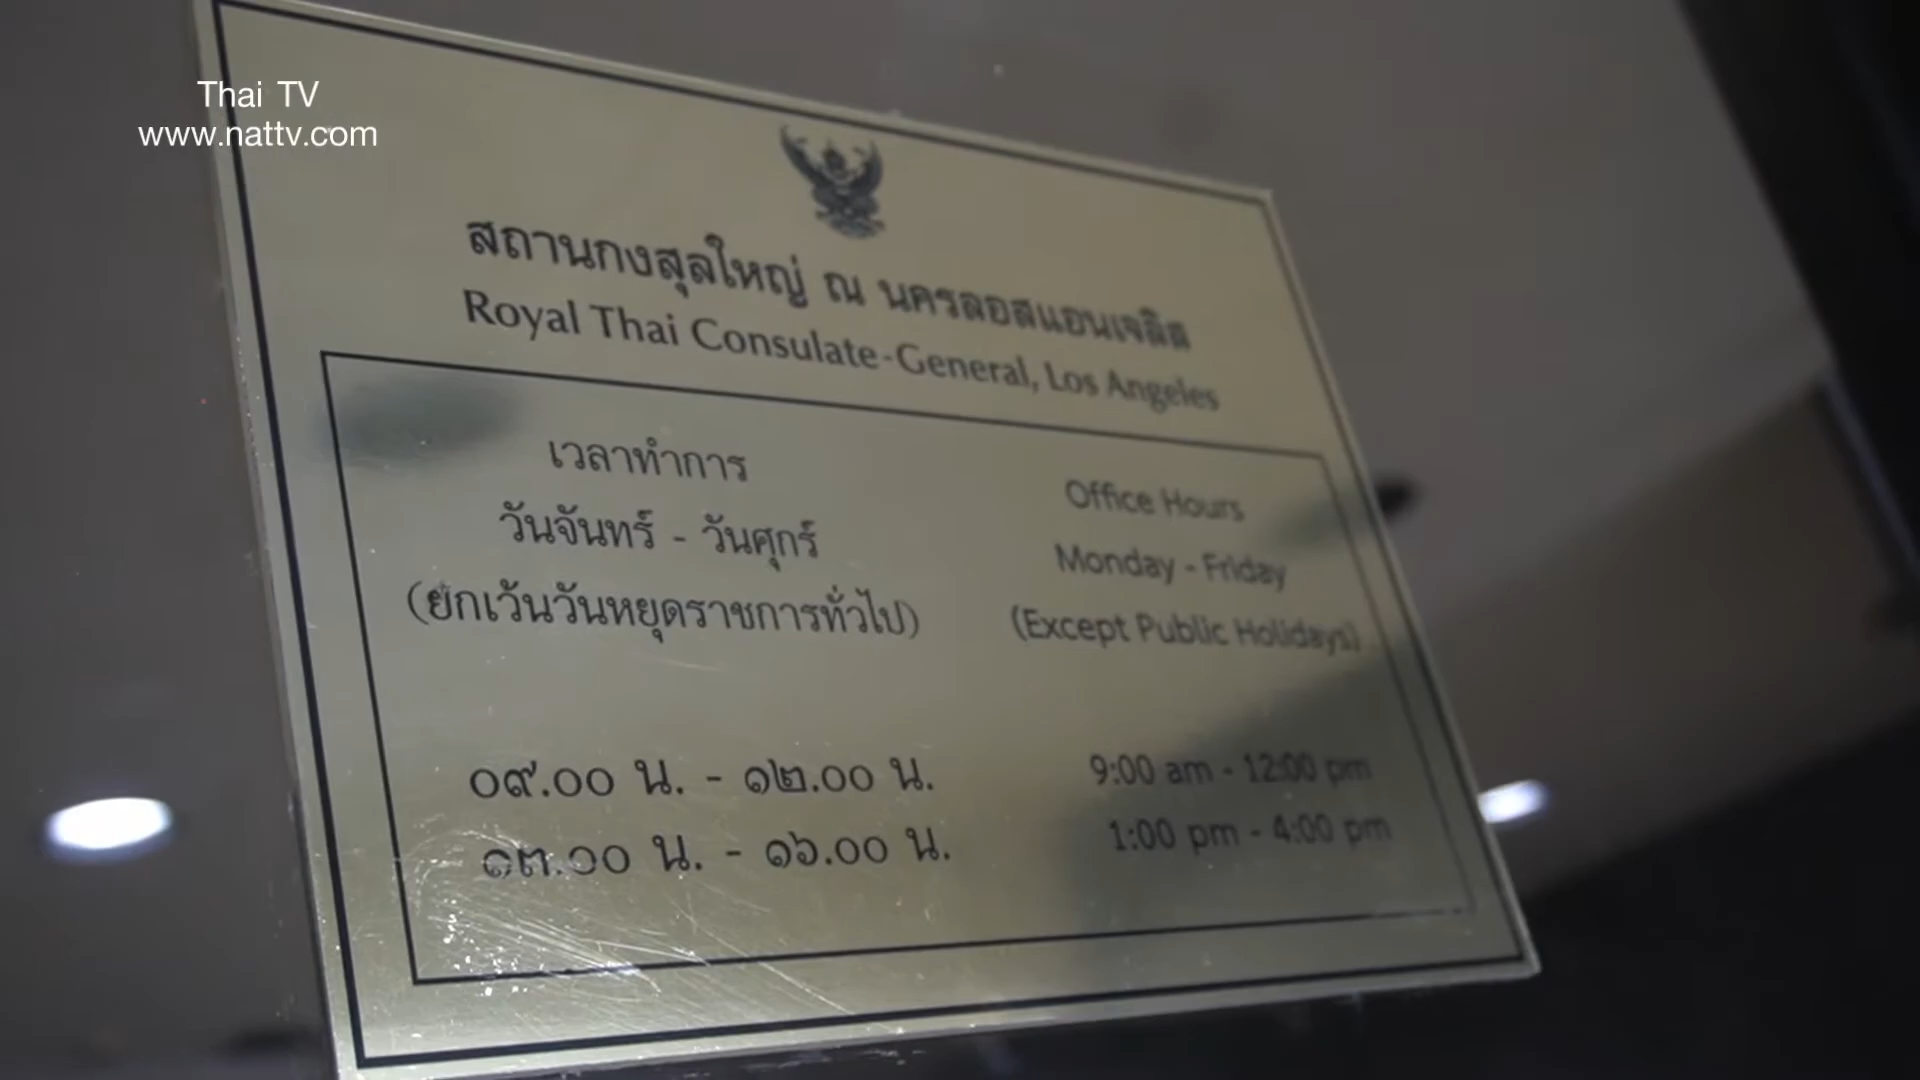 Thai TV
www.nattv.com
สถานกงสุลใหญ่ ณ นครลอสแอนเจลิส
Royal Thai Consulate-General, Los Angeles
เวลาทำการ
วันจันทร์ - วันศุกร์
(ยกเว้นวันหยุดราชการทั่วไป)
๐๙.๐๐ น. - ๑๒.๐๐ น.
๑๓.๐๐ น. - ๑๖.๐๐ น.
Office Hours
Monday - Friday
(Except Public Holidays)
9:00 am - 12:00 pm
1:00 pm - 4:00 pm